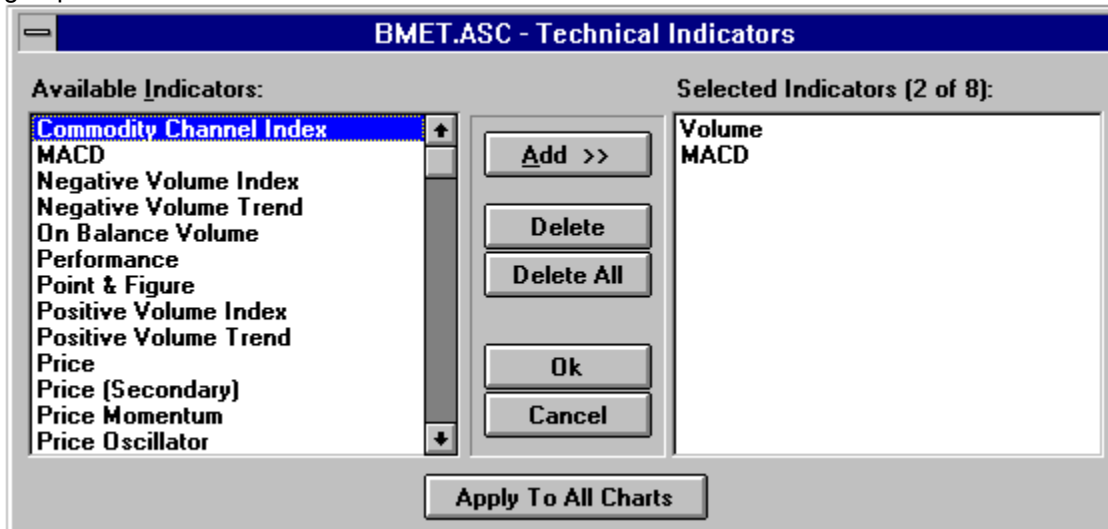 BMET.ASC - Technical Indicators
Available Indicators:
Commodity Channel Index
MACD
Negative Volume Index
Negative Volume Trend
On Balance Volume
Performance
Point & Figure
Positive Volume Index
Positive Volume Trend
Price
Price (Secondary)
Price Momentum
Price Oscillator
Add >>
Delete
Delete All
Ok
Cancel
Selected Indicators (2 of 8):
Volume
MACD
Apply To All Charts